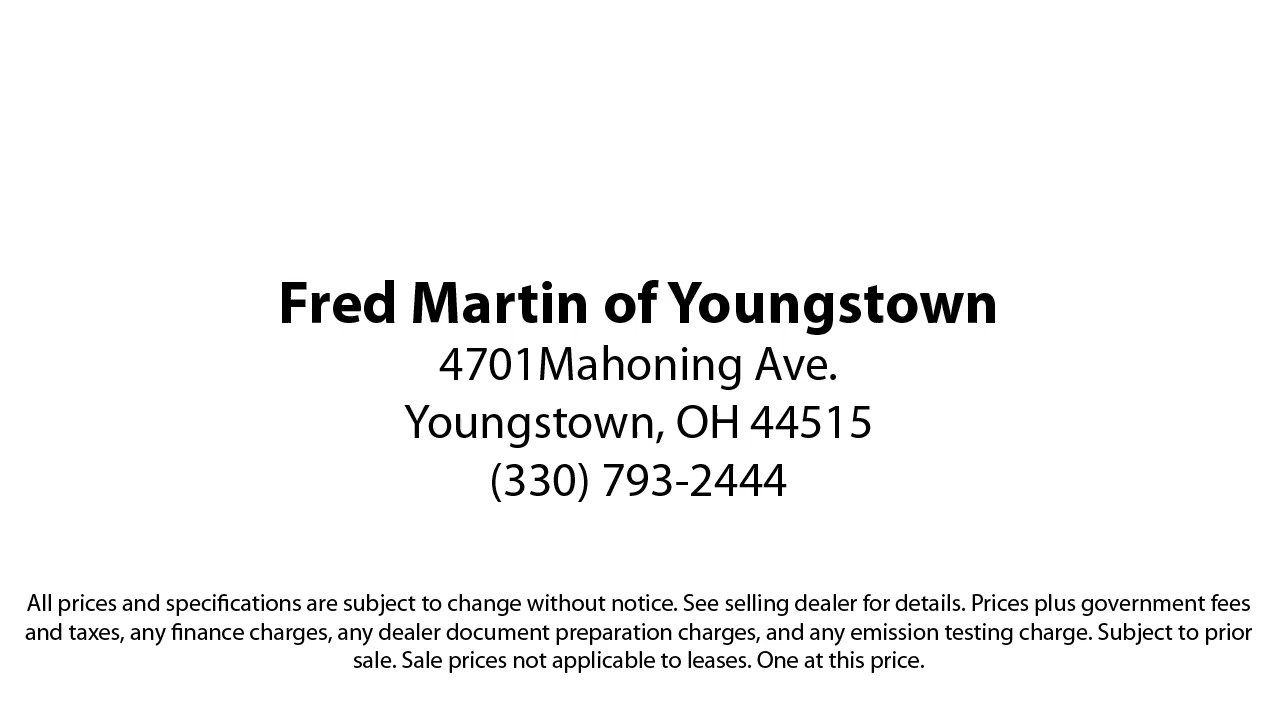 Fred Martin of Youngstown
4701Mahoning Ave.
Youngstown, OH 44515
(330) 793-2444
All prices and specifications are subject to change without notice. See selling dealer for details. Prices plus government fees
and taxes, any finance charges, any dealer document preparation charges, and any emission testing charge. Subject to prior
sale. Sale prices not applicable to leases. One at this price.